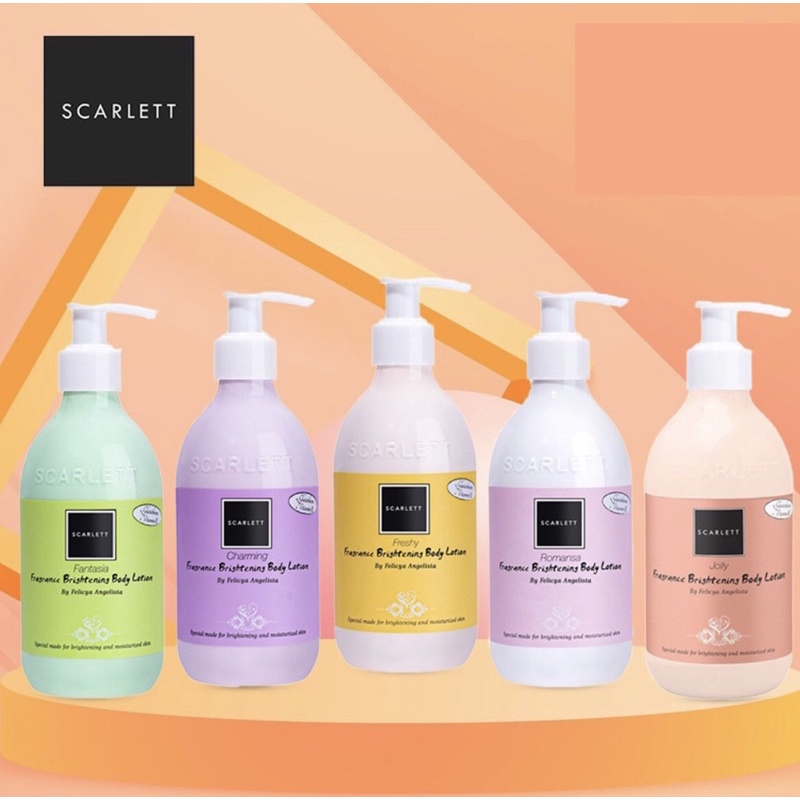 SCARLETT
SCARLETT
SCARLETT
Fantasia
Fragrance Brightening Body Lotion
By Felicya Angelista
Special made for brightening and moisturized skin
SCARLETT
SCARLETT
Charming
Fragrance Brightening Body Lotion
By Felicya Angelista
Special made for brightening and moisturized skin
SCARLETT
SCARLETT
Freshy
Fragrance Brightening Body Lotion
By Felicya Angelista
Special made for brightening and moisturized skin
SCARLETT
SCARLETT
Romansa
Fragrance Brightening Body Lotion
By Felicya Angelista
Special made for brightening and moisturized skin
SCARLETT
SCARLETT
Jolly
Fragrance Brightening Body Lotion
By Felicya Angelista
Special made for brightening and moisturized skin